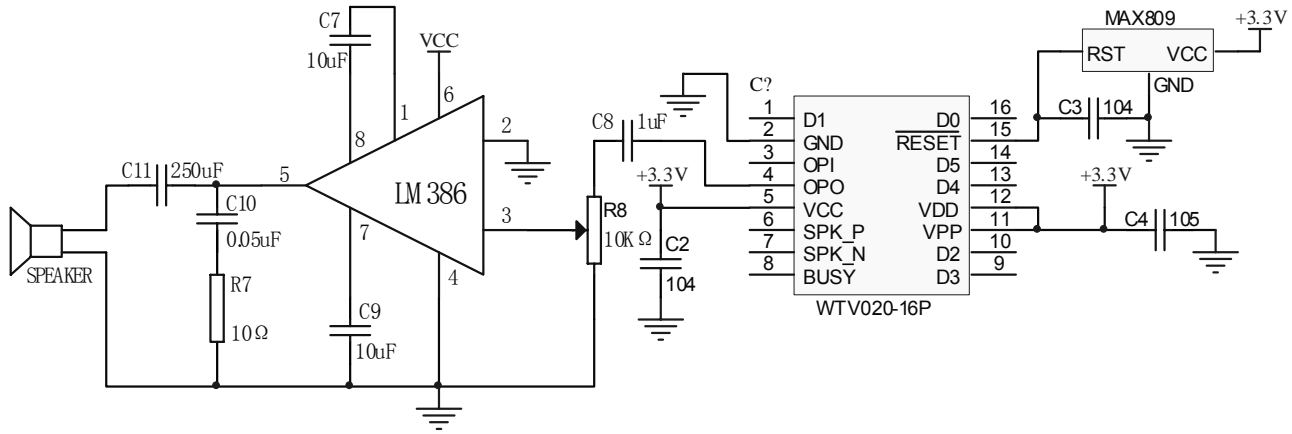 C7
10uF
VCC
6
1
8
2
LM386
5
3
7
4
C11
250uF
C10
0.05uF
R7
10Ω
SPEAKER
C9
10uF
C8
1uF
R8
10KΩ
+3.3V
C2
104
C?
1 D1 D0 16
2 GND RESET 15
3 OPI D5 14
4 OPO D4 13
5 VCC VDD 12
6 SPK_P VPP 11
7 SPK_N D2 10
8 BUSY D3 9
WTV020-16P
MAX809
RST VCC
GND
+3.3V
C3
104
+3.3V
C4
105